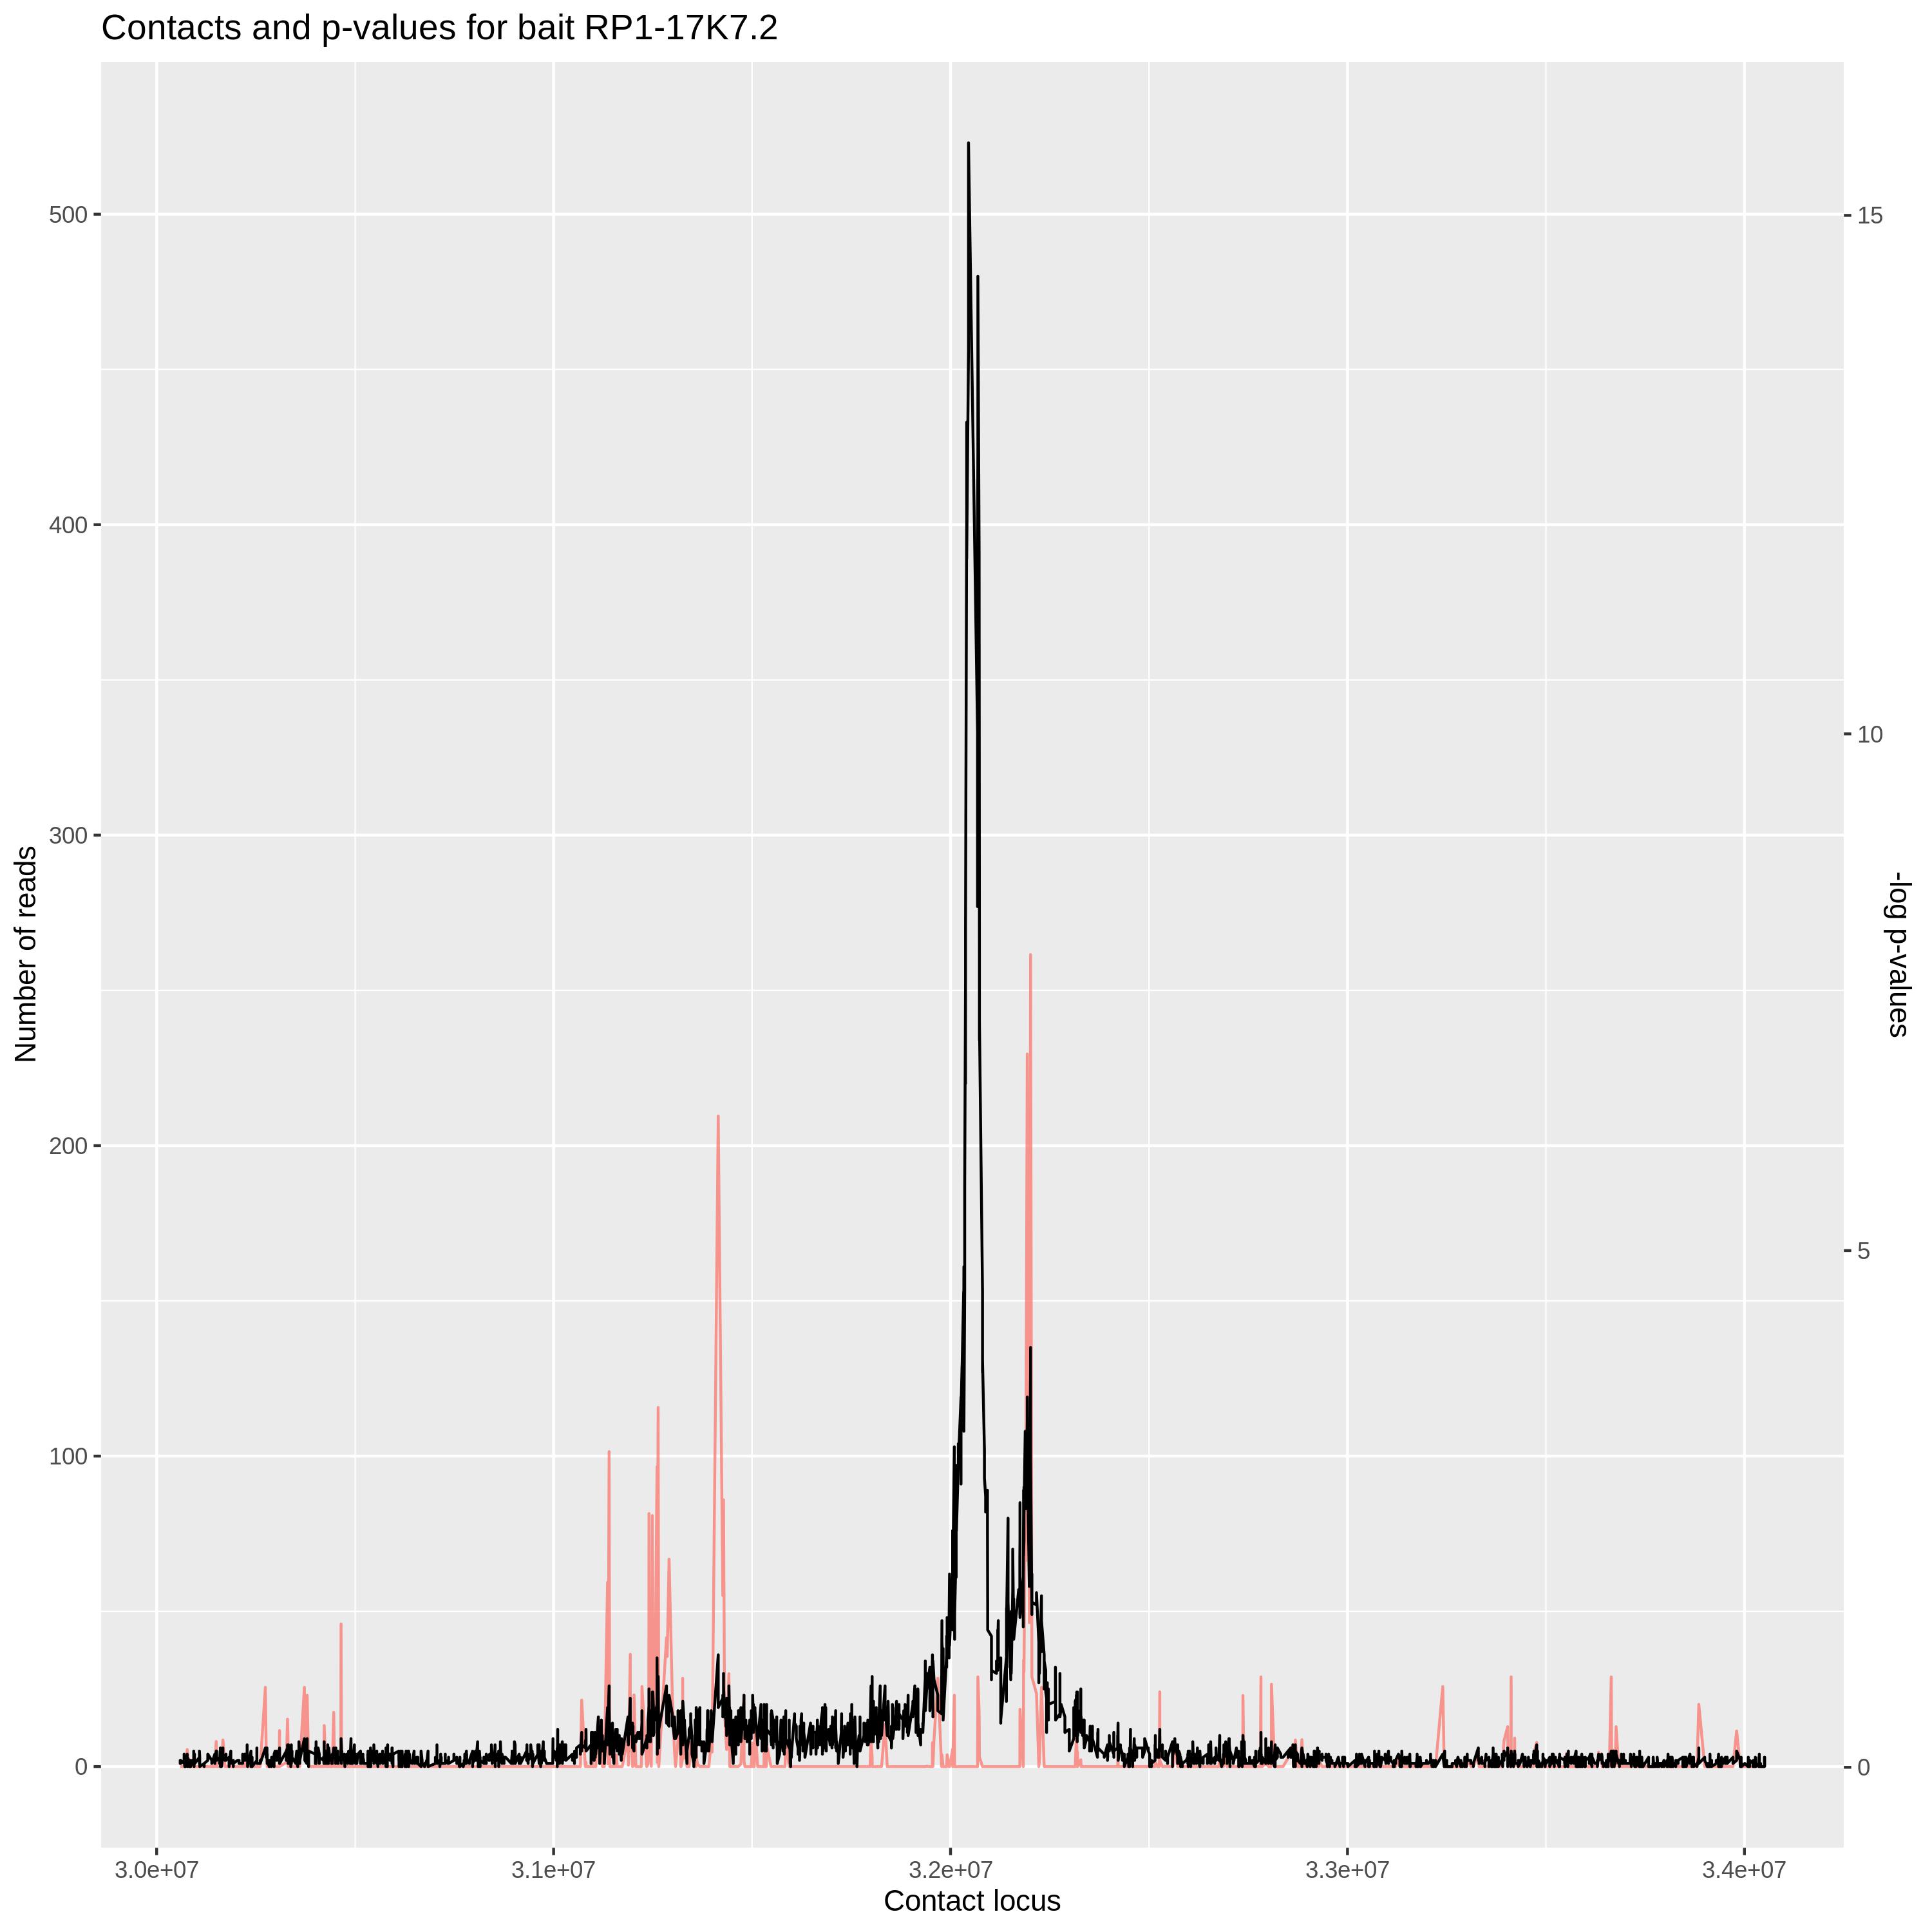 Contacts and p-values for bait RP1-17K7.2
500
400
300
200
100
0
Number of reads
15
10
5
0
-log p-values
3.0e+07
3.1e+07
3.2e+07
3.3e+07
3.4e+07
Contact locus